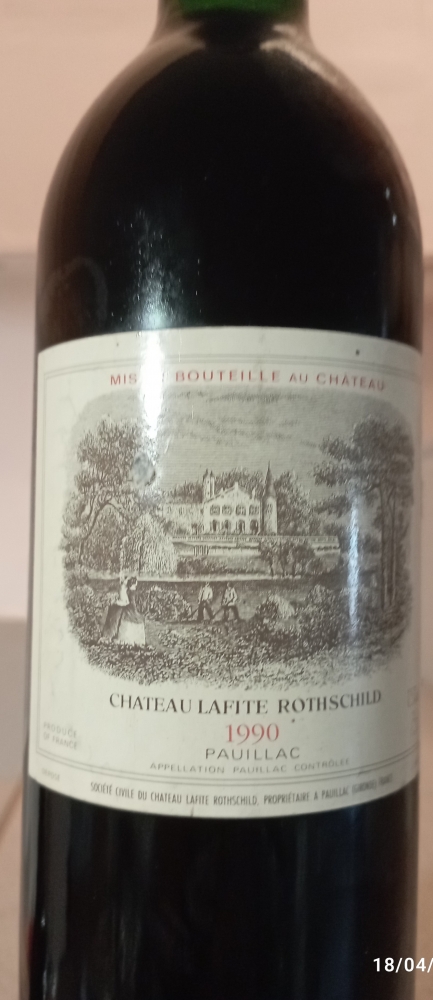 MIS BOUTEILLE AU CHÂTEAU
CHATEAU LAFITE ROTHSCHILD
1990
PAUILLAC
APPELLATION PAUILLAC CONTRÔLÉE
PRODUCE
OF FRANCE
SOCIÉTÉ CIVILE DU CHATEAU LAFITE ROTHSCHILD, PROPRIÉTAIRE A PAUILLAC (GIRONDE) FRANCE
18/04/